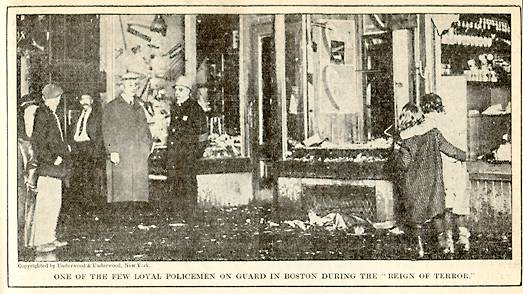 Copyrighted by Underwood & Underwood, New York.
ONE OF THE FEW LOYAL POLICEMEN ON GUARD IN BOSTON DURING THE "REIGN OF TERROR."